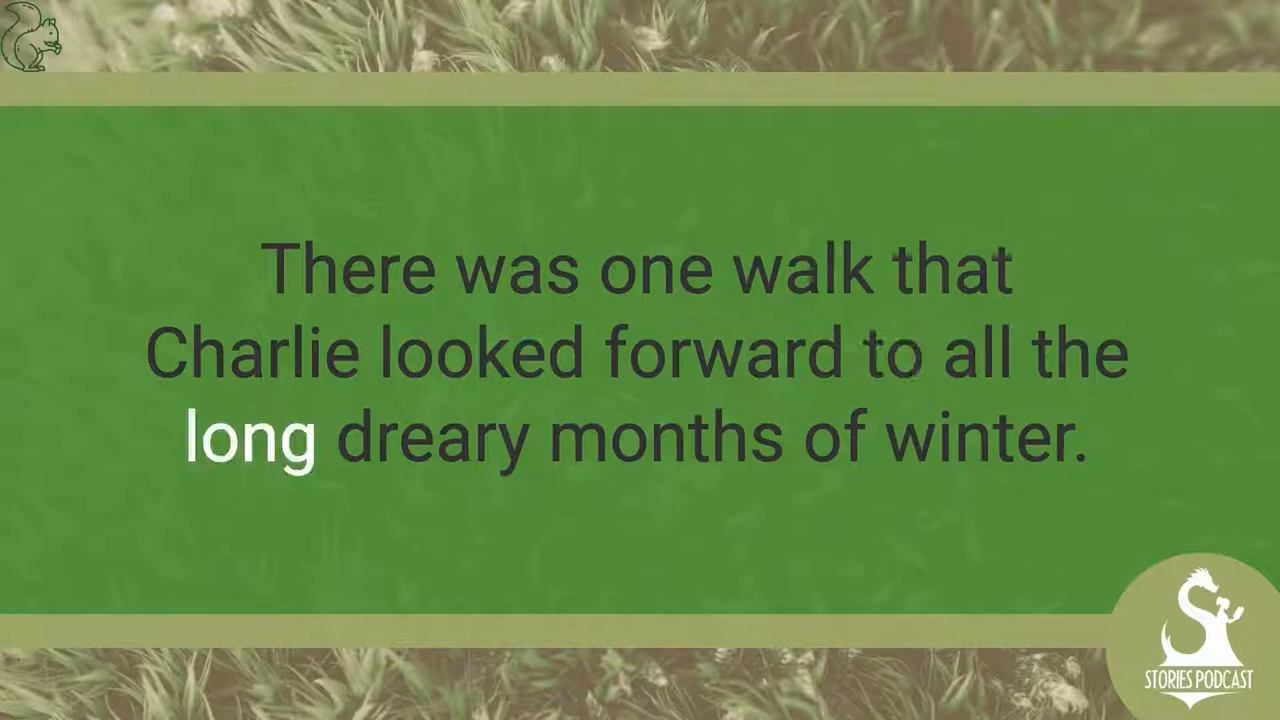 There was one walk that
Charlie looked forward to all the
long dreary months of winter.
STORIES PODCAST